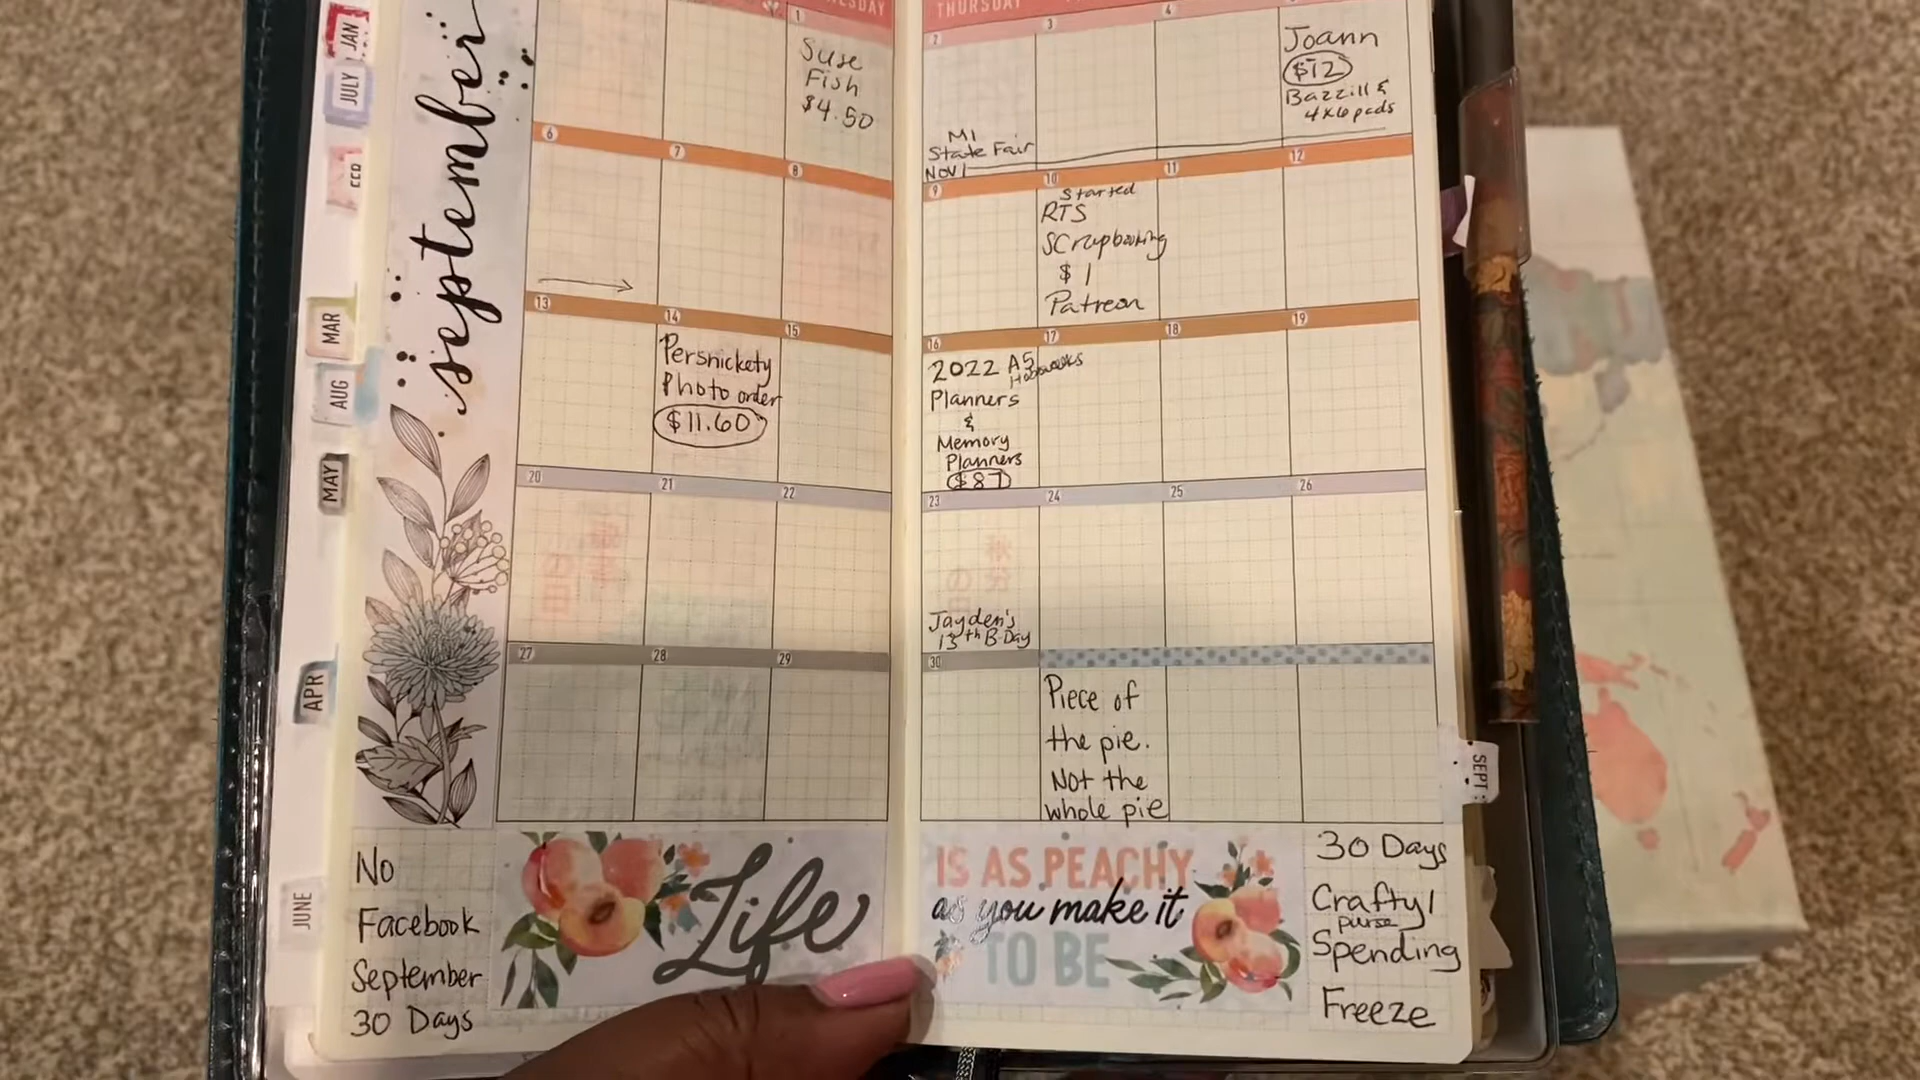 THURSDAY
JAN
JULY
FEB
MAR
AUG
MAY
APR
JUNE
SEPT
september
1
Suse
Fish
$4.50
2
MI
State Fair
3
4
Joann
$12
Bazzill &
4x6 pads
6
7
8
9
10
Started
RTS
Scrapbooking
$1
Patreon
11
12
13
14
Persnickety
Photo order
$11.60
15
16
2022 A5
Planners
&
Memory
Planners
$87
17
18
19
20
21
22
23
Jayden's
13th B-Day
24
25
26
27
28
29
30
Piece of
the pie.
Not the
whole pie
No
Facebook
September
30 Days
Life
IS AS PEACHY
as you make it
TO BE
30 Days
Crafty/
purse
Spending
Freeze